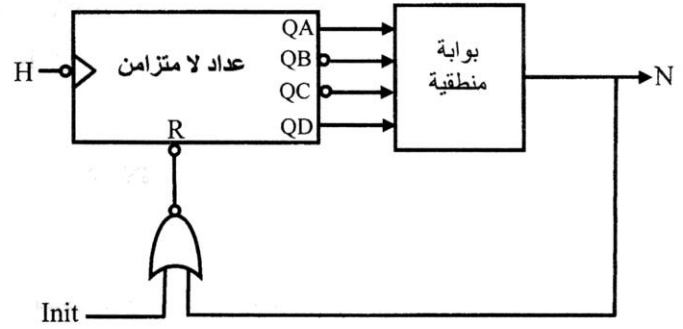 QA
QB
QC
QD
H
عداد لا متزامن
R
بوابة
منطقية
N
Init